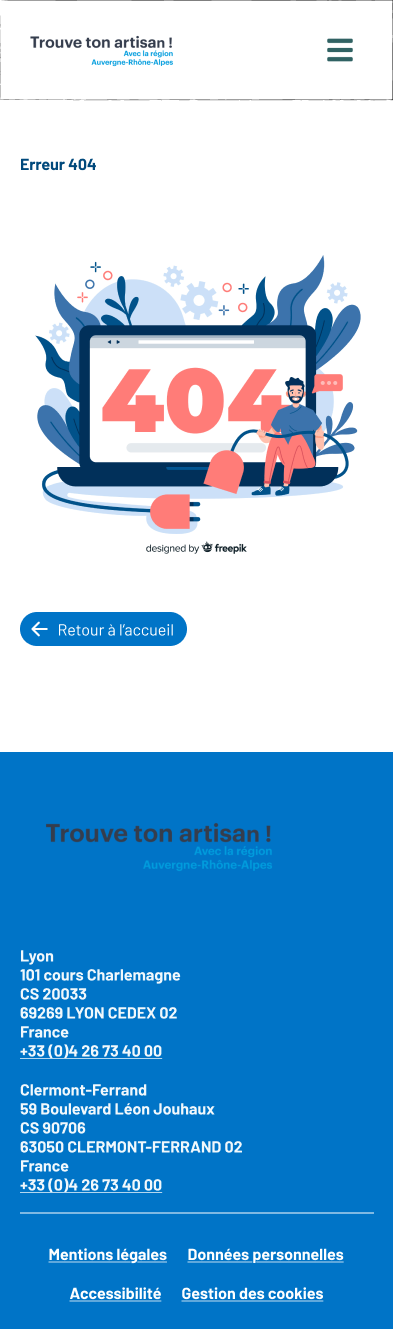 Trouve ton artisan !
Avec la région
Auvergne-Rhône-Alpes
Erreur 404
404
designed by freepik
Retour à l'accueil
Trouve ton artisan !
Avec la région
Auvergne-Rhône-Alpes
Lyon
101 cours Charlemagne
CS 20033
69269 LYON CEDEX 02
France
+33 (0)4 26 73 40 00
Clermont-Ferrand
59 Boulevard Léon Jouhaux
CS 90706
63050 CLERMONT-FERRAND 02
France
+33 (0)4 26 73 40 00
Mentions légales Données personnelles
Accessibilité Gestion des cookies